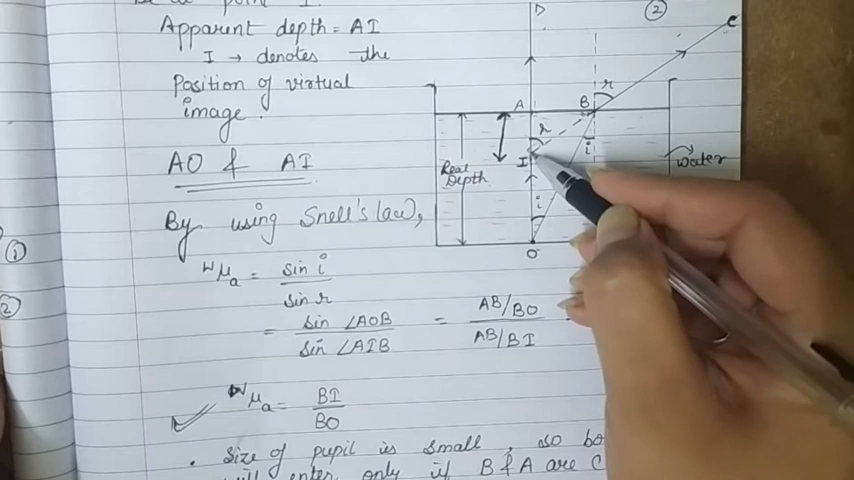 Apparent depth = AI
I → denotes the
Position of virtual
image.
AO & AI
By using Snell's law,
ʷμₐ = sin i / sin r
= sin ∠AOB / sin ∠AIB = AB/BO / AB/BI
ʷμₐ = BI / BO
• Size of pupil is small, so bo
will enter only if B & A are C
①
②
D
②
C
A
B
r
r
i
I
Real
Depth
water
i
O